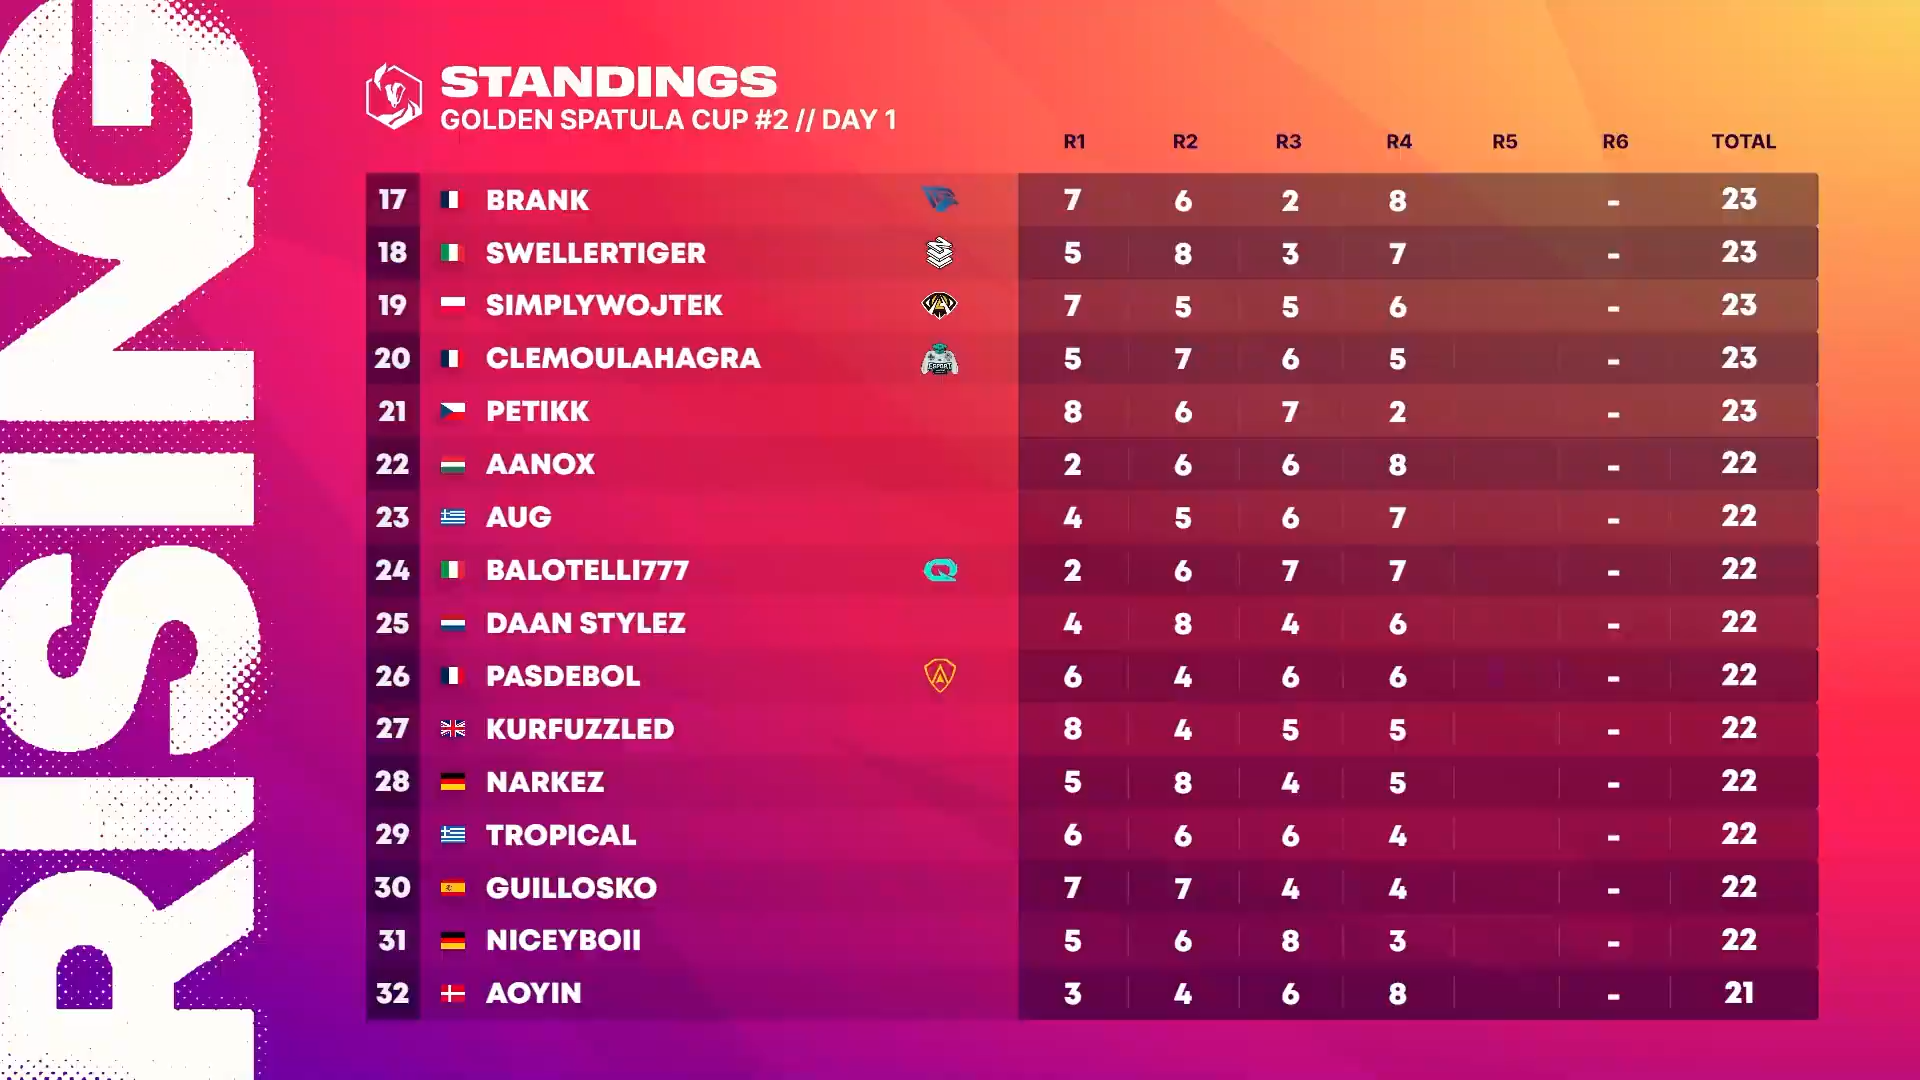 RISING
STANDINGS
GOLDEN SPATULA CUP #2 // DAY 1
R1 R2 R3 R4 R5 R6 TOTAL
17 BRANK 7 6 2 8 - 23
18 SWELLERTIGER 5 8 3 7 - 23
19 SIMPLYWOJTEK 7 5 5 6 - 23
20 CLEMOULAHAGRA ESPORT 5 7 6 5 - 23
21 PETIKK 8 6 7 2 - 23
22 AANOX 2 6 6 8 - 22
23 AUG 4 5 6 7 - 22
24 BALOTELLI777 2 6 7 7 - 22
25 DAAN STYLEZ 4 8 4 6 - 22
26 PASDEBOL 6 4 6 6 - 22
27 KURFUZZLED 8 4 5 5 - 22
28 NARKEZ 5 8 4 5 - 22
29 TROPICAL 6 6 6 4 - 22
30 GUILLOSKO 7 7 4 4 - 22
31 NICEYBOII 5 6 8 3 - 22
32 AOYIN 3 4 6 8 - 21